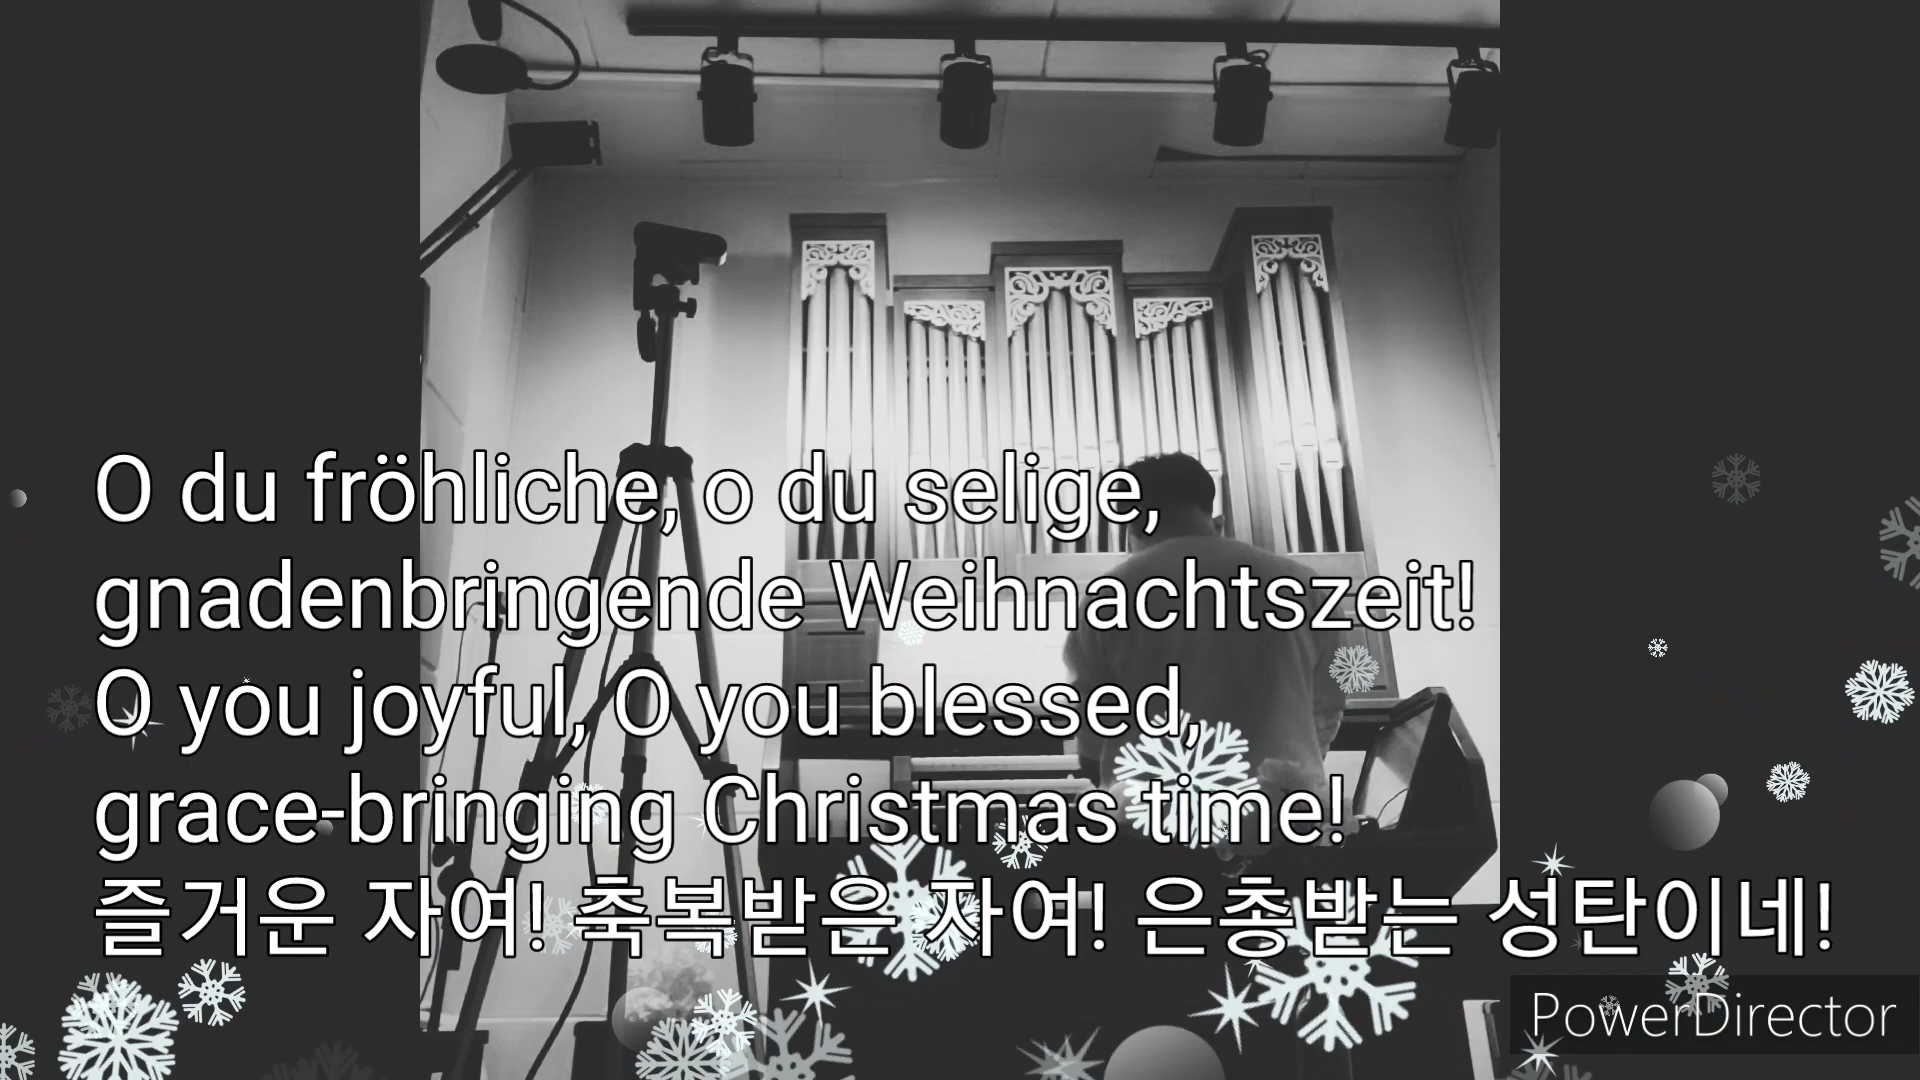 O du fröhliche, o du selige,
gnadenbringende Weihnachtszeit!
O you joyful, O you blessed,
grace-bringing Christmas time!
즐거운 자여! 축복받은 자여! 은총받는 성탄이네!
PowerDirector